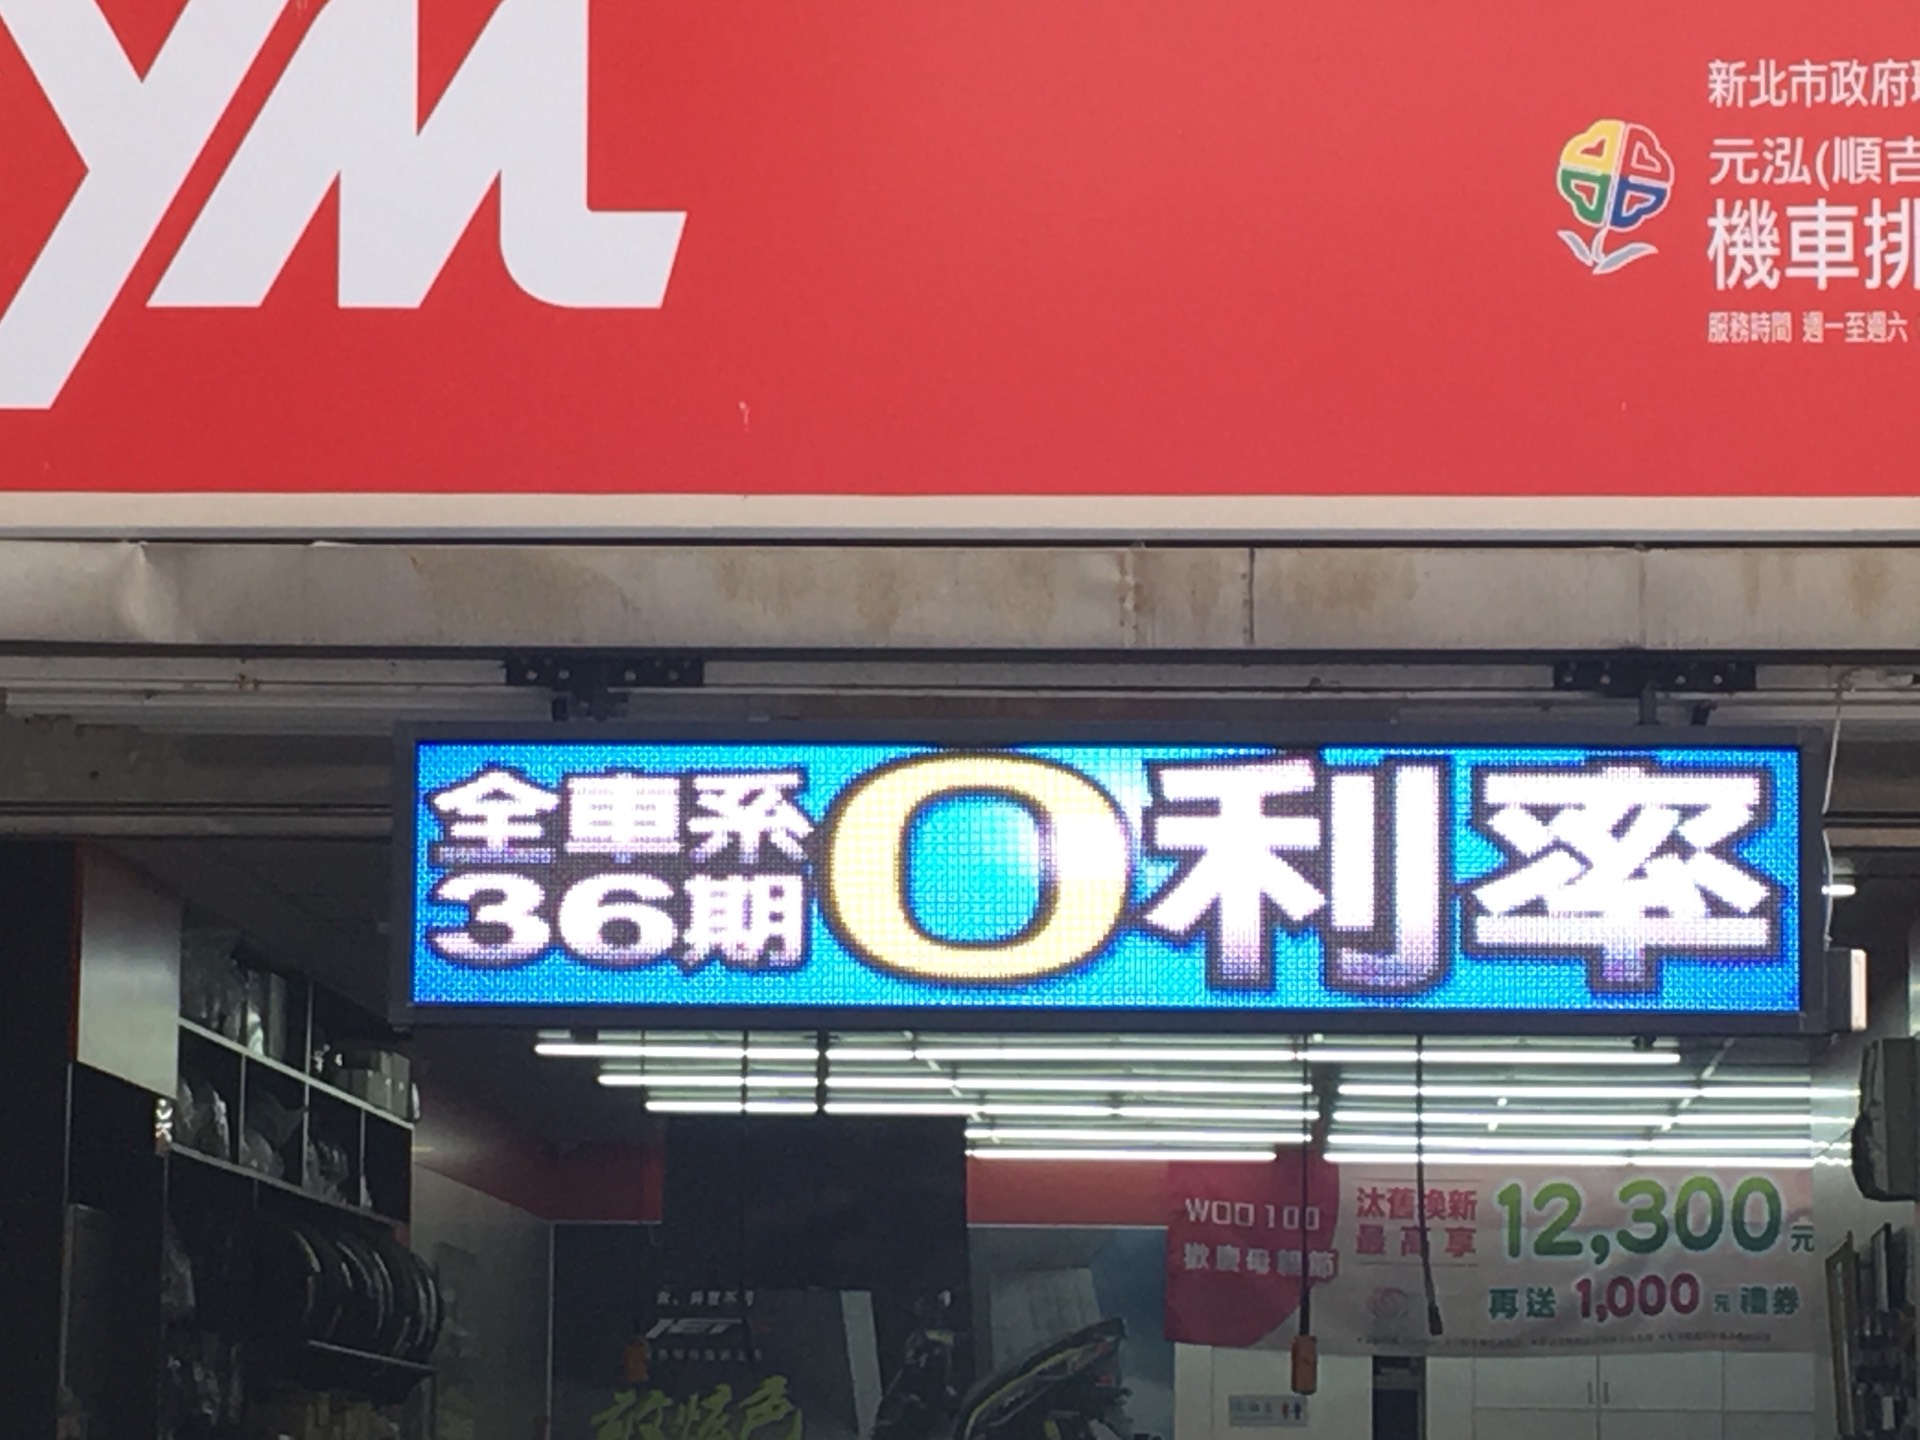 YM
新北市政府
元泓(順吉
機車排
服務時間 週一至週六
全車系
36期
0利率
WOO 100
歡慶母親節
汰舊換新
最高享
12,300元
再送 1,000元禮券
JET